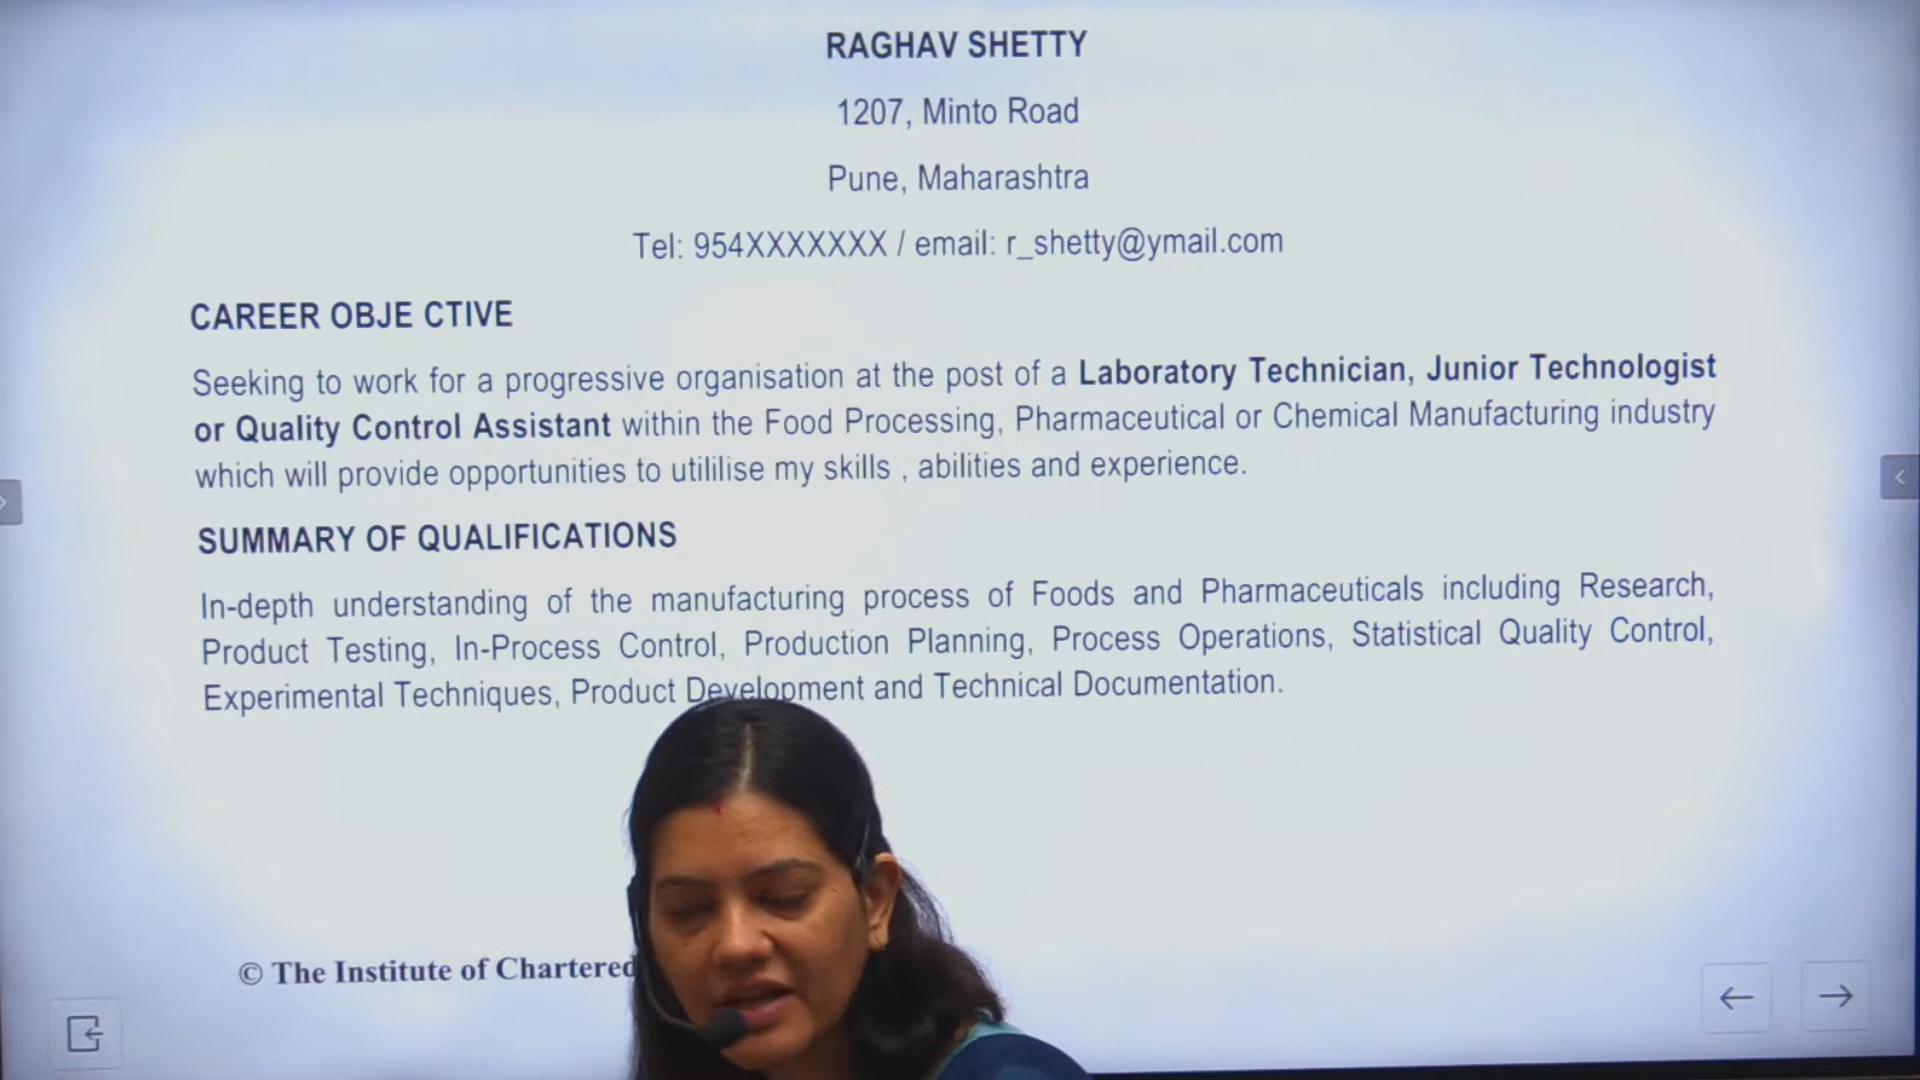 RAGHAV SHETTY
1207, Minto Road
Pune, Maharashtra
Tel: 954XXXXXXX / email: r_shetty@ymail.com
CAREER OBJE CTIVE
Seeking to work for a progressive organisation at the post of a Laboratory Technician, Junior Technologist
or Quality Control Assistant within the Food Processing, Pharmaceutical or Chemical Manufacturing industry
which will provide opportunities to utililise my skills , abilities and experience.
SUMMARY OF QUALIFICATIONS
In-depth understanding of the manufacturing process of Foods and Pharmaceuticals including Research,
Product Testing, In-Process Control, Production Planning, Process Operations, Statistical Quality Control,
Experimental Techniques, Product Development and Technical Documentation.
© The Institute of Chartered